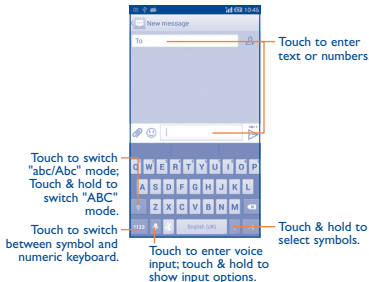 10:46
New message
To
Touch to enter
text or numbers
Q W E R T Y U I O P
A S D F G H J K L
Z X C V B N M
?123
English (UK)
Touch to switch
"abc/Abc" mode;
Touch & hold to
switch "ABC"
mode.
Touch to switch
between symbol and
numeric keyboard.
Touch to enter voice
input; touch & hold to
show input options.
Touch & hold to
select symbols.